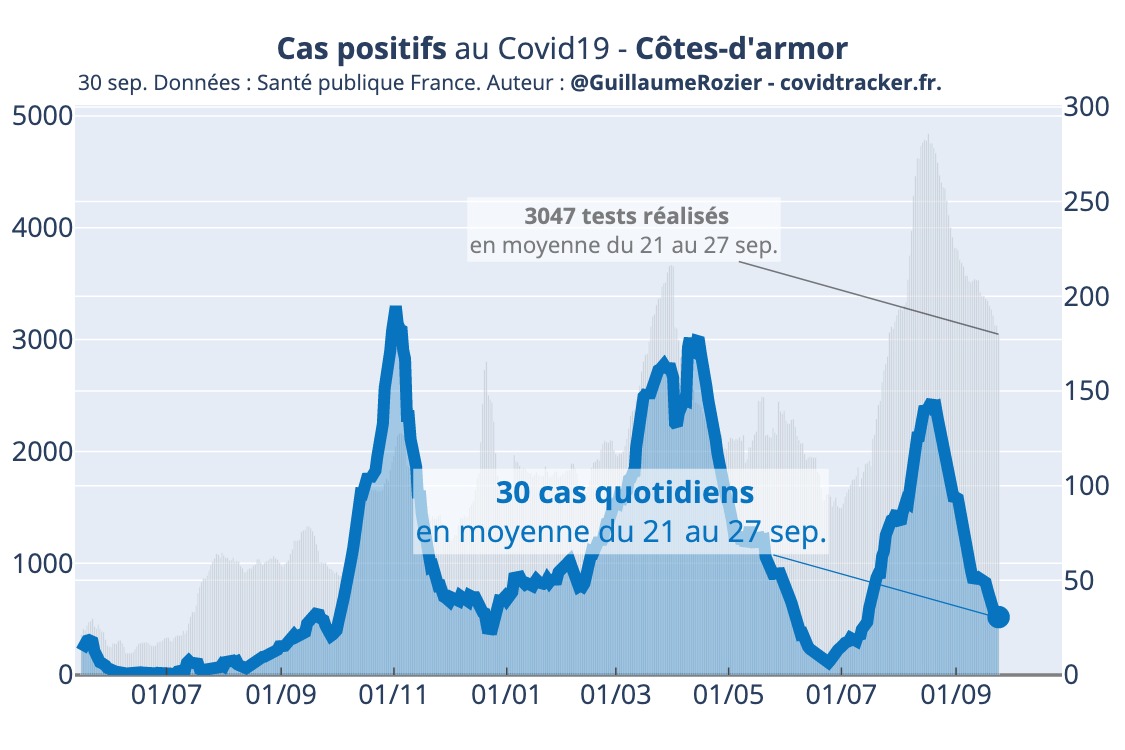 Cas positifs au Covid19 - Côtes-d'armor
30 sep. Données : Santé publique France. Auteur : @GuillaumeRozier - covidtracker.fr.
5000
4000
3000
2000
1000
0
300
250
200
150
100
50
0
3047 tests réalisés
en moyenne du 21 au 27 sep.
30 cas quotidiens
en moyenne du 21 au 27 sep.
01/07 01/09 01/11 01/01 01/03 01/05 01/07 01/09